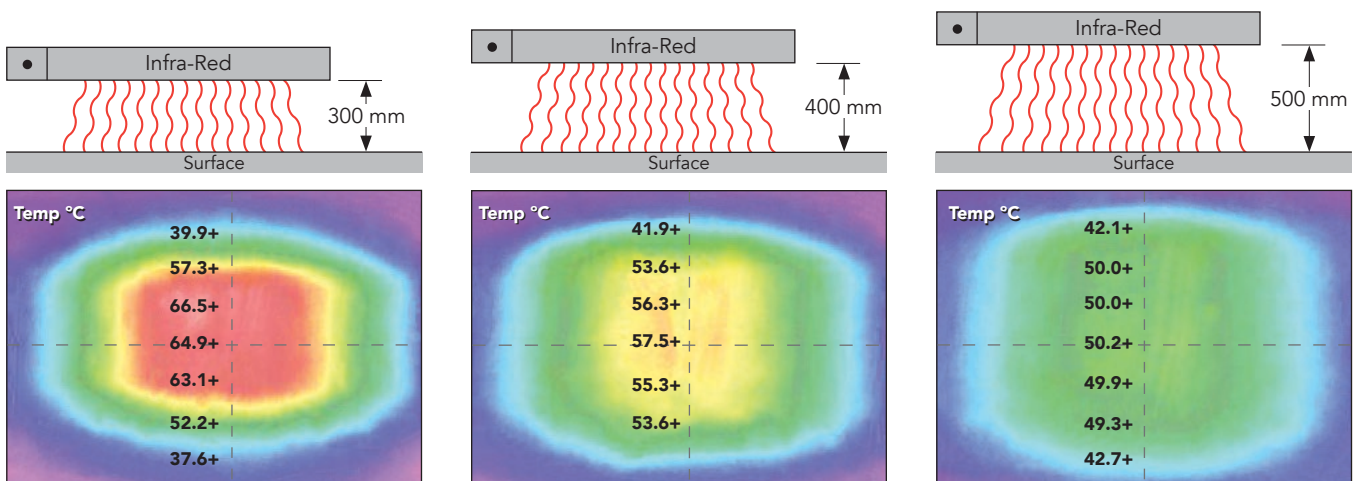 Infra-Red
300 mm
Surface
Temp °C
39.9+
57.3+
66.5+
64.9+
63.1+
52.2+
37.6+
Infra-Red
400 mm
Surface
Temp °C
41.9+
53.6+
56.3+
57.5+
55.3+
53.6+
Infra-Red
500 mm
Surface
Temp °C
42.1+
50.0+
50.0+
50.2+
49.9+
49.3+
42.7+